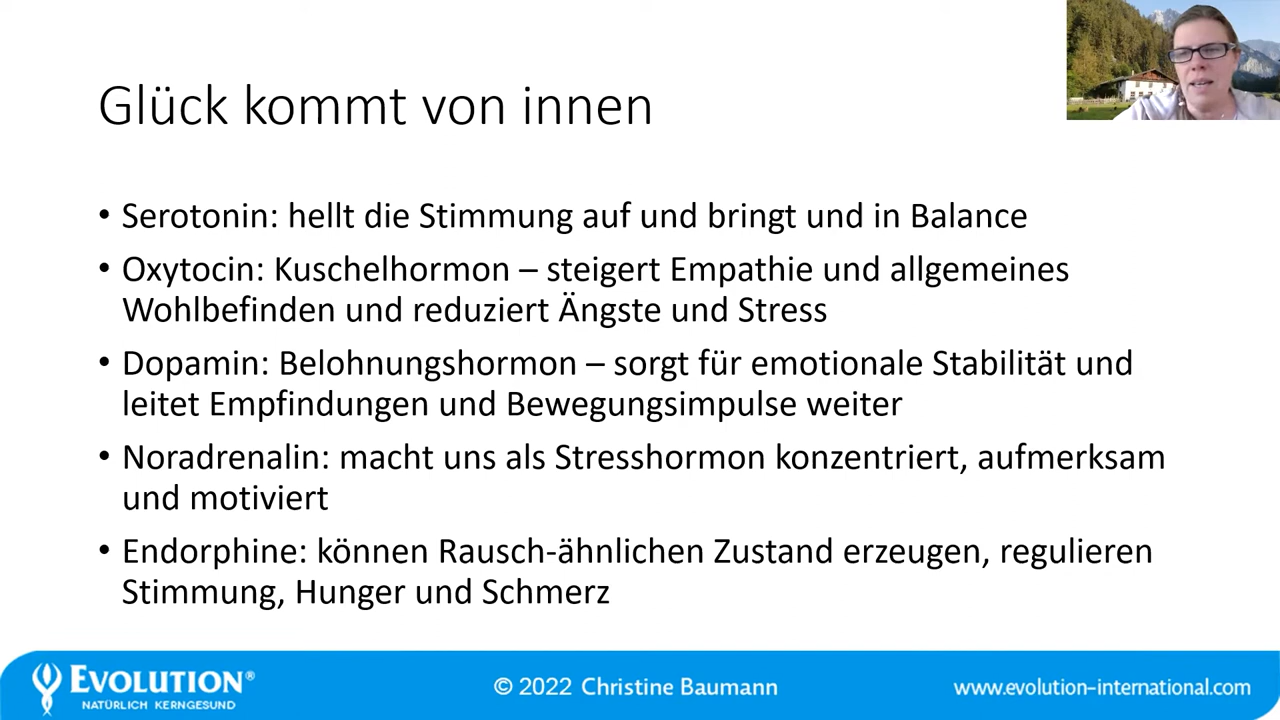 Glück kommt von innen
• Serotonin: hellt die Stimmung auf und bringt und in Balance
• Oxytocin: Kuschelhormon – steigert Empathie und allgemeines
Wohlbefinden und reduziert Ängste und Stress
• Dopamin: Belohnungshormon – sorgt für emotionale Stabilität und
leitet Empfindungen und Bewegungsimpulse weiter
• Noradrenalin: macht uns als Stresshormon konzentriert, aufmerksam
und motiviert
• Endorphine: können Rausch-ähnlichen Zustand erzeugen, regulieren
Stimmung, Hunger und Schmerz
EVOLUTION®
NATÜRLICH KERNGESUND
© 2022 Christine Baumann
www.evolution-international.com